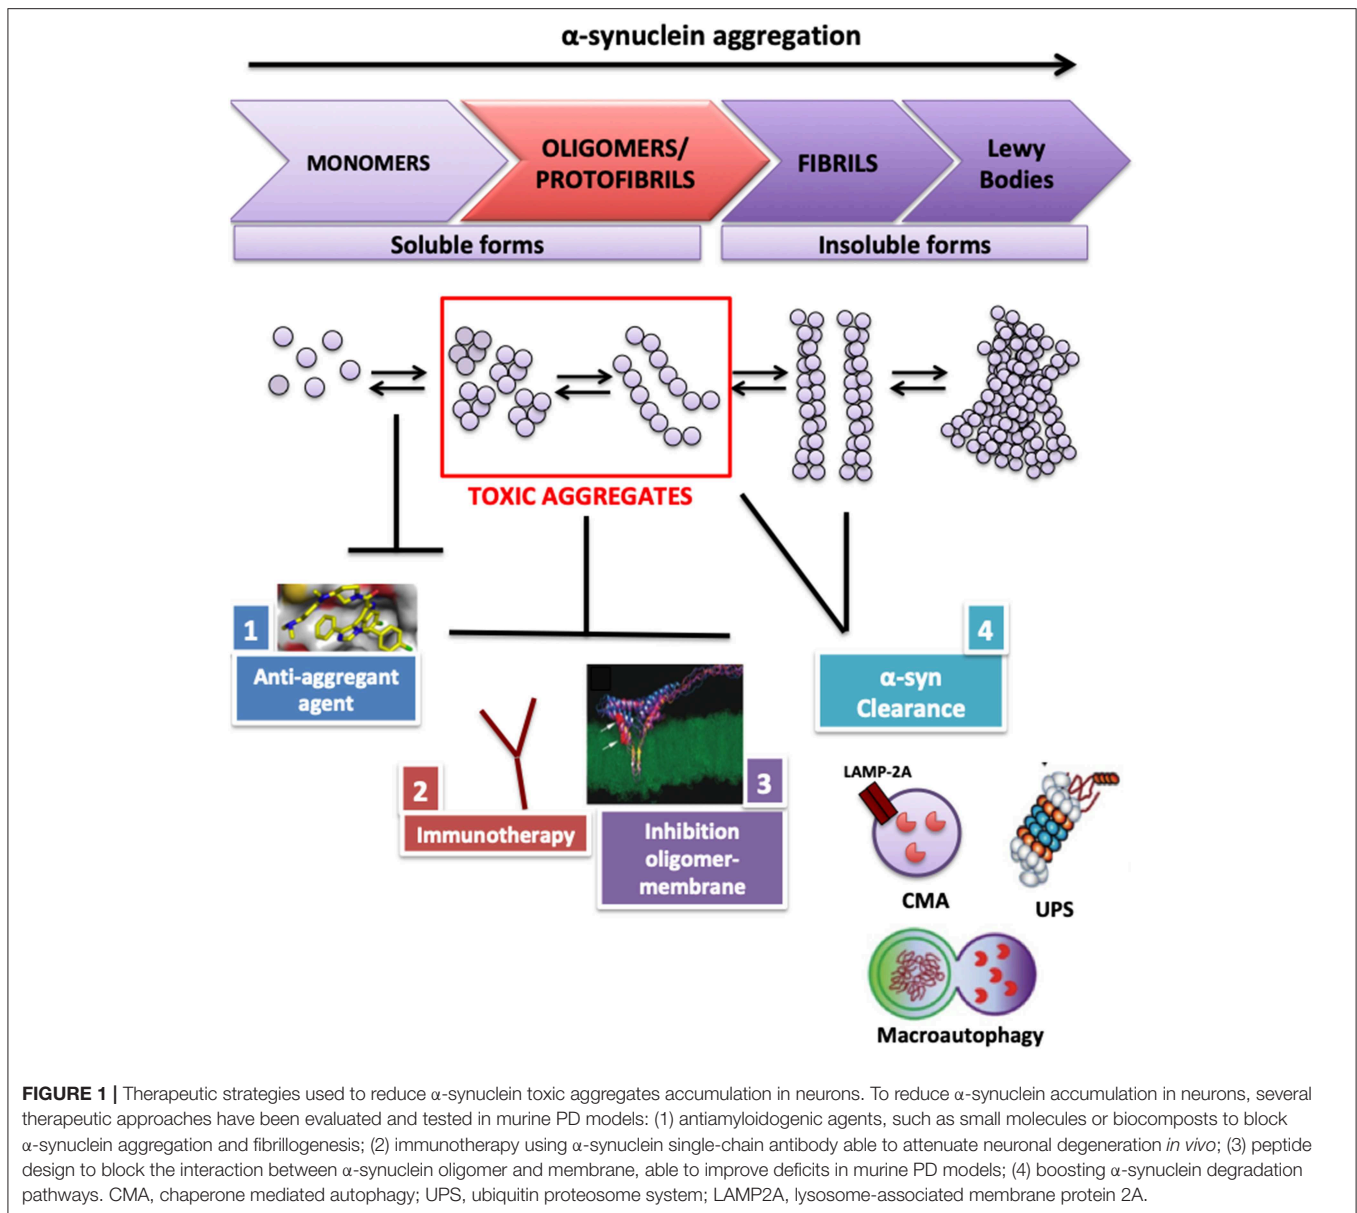 α-synuclein aggregation
MONOMERS
OLIGOMERS/
PROTOFIBRILS
FIBRILS
Lewy
Bodies
Soluble forms
Insoluble forms
TOXIC AGGREGATES
1
Anti-aggregant
agent
2
Immunotherapy
3
Inhibition
oligomer-
membrane
4
α-syn
Clearance
LAMP-2A
CMA
UPS
Macroautophagy
FIGURE 1 | Therapeutic strategies used to reduce α-synuclein toxic aggregates accumulation in neurons. To reduce α-synuclein accumulation in neurons, several
therapeutic approaches have been evaluated and tested in murine PD models: (1) antiamyloidogenic agents, such as small molecules or biocomposts to block
α-synuclein aggregation and fibrillogenesis; (2) immunotherapy using α-synuclein single-chain antibody able to attenuate neuronal degeneration in vivo; (3) peptide
design to block the interaction between α-synuclein oligomer and membrane, able to improve deficits in murine PD models; (4) boosting α-synuclein degradation
pathways. CMA, chaperone mediated autophagy; UPS, ubiquitin proteosome system; LAMP2A, lysosome-associated membrane protein 2A.